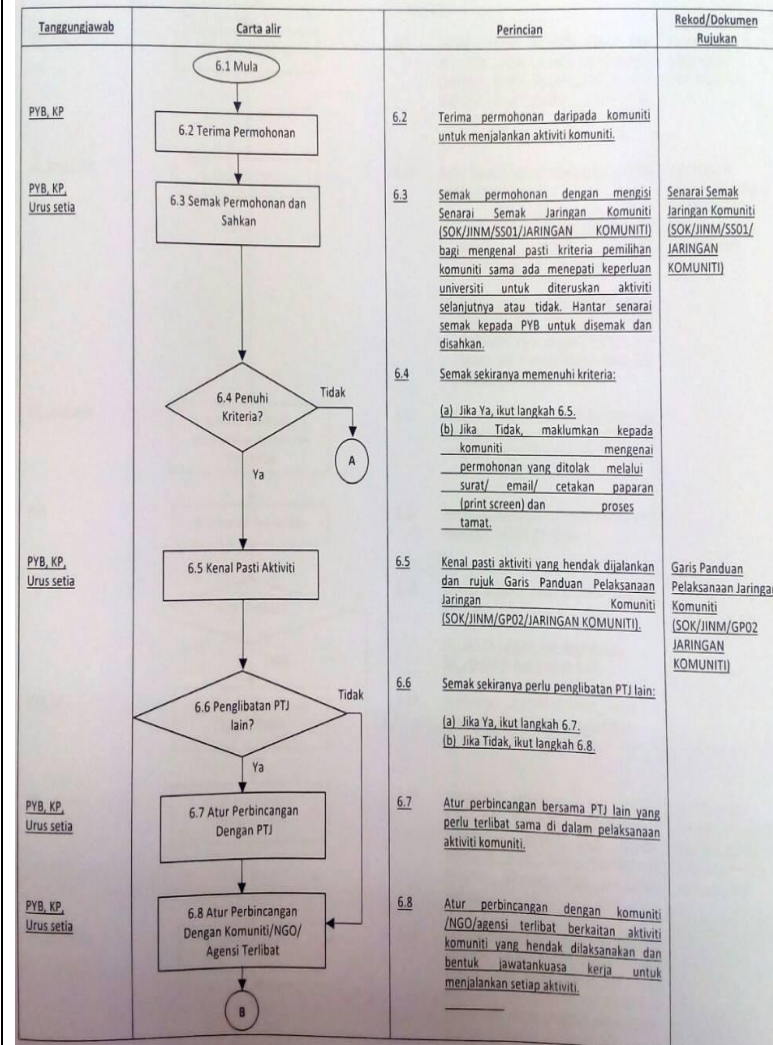 Tanggungjawab
Carta alir
Perincian
Rekod/Dokumen
Rujukan
6.1 Mula
PYB, KP
6.2 Terima Permohonan
6.2 Terima permohonan daripada komuniti
untuk menjalankan aktiviti komuniti.
PYB, KP,
Urus setia
6.3 Semak Permohonan dan
Sahkan
6.3 Semak permohonan dengan mengisi
Senarai Semak Jaringan Komuniti
(SOK/JINM/SS01/JARINGAN KOMUNITI)
bagi mengenal pasti kriteria pemilihan
komuniti sama ada menepati keperluan
universiti untuk diteruskan aktiviti
selanjutnya atau tidak. Hantar senarai
semak kepada PYB untuk disemak dan
disahkan.
Senarai Semak
Jaringan Komuniti
(SOK/JINM/SS01/
JARINGAN
KOMUNITI)
6.4 Penuhi
Kriteria?
Tidak
A
Ya
6.4 Semak sekiranya memenuhi kriteria:
(a) Jika Ya, ikut langkah 6.5.
(b) Jika Tidak, maklumkan kepada
komuniti mengenai
permohonan yang ditolak melalui
surat/ email/ cetakan paparan
(print screen) dan proses
tamat.
PYB, KP,
Urus setia
6.5 Kenal Pasti Aktiviti
6.5 Kenal pasti aktiviti yang hendak dijalankan
dan rujuk Garis Panduan Pelaksanaan
Jaringan Komuniti
(SOK/JINM/GP02/JARINGAN KOMUNITI).
Garis Panduan
Pelaksanaan Jaringan
Komuniti
(SOK/JINM/GP02
JARINGAN
KOMUNITI)
6.6 Penglibatan PTJ
lain?
Tidak
Ya
6.6 Semak sekiranya perlu penglibatan PTJ lain:
(a) Jika Ya, ikut langkah 6.7.
(b) Jika Tidak, ikut langkah 6.8.
PYB, KP,
Urus setia
6.7 Atur Perbincangan
Dengan PTJ
6.7 Atur perbincangan bersama PTJ lain yang
perlu terlibat sama di dalam pelaksanaan
aktiviti komuniti.
PYB, KP,
Urus setia
6.8 Atur Perbincangan
Dengan Komuniti/NGO/
Agensi Terlibat
6.8 Atur perbincangan dengan komuniti
/NGO/agensi terlibat berkaitan aktiviti
komuniti yang hendak dilaksanakan dan
bentuk jawatankuasa kerja untuk
menjalankan setiap aktiviti.
B